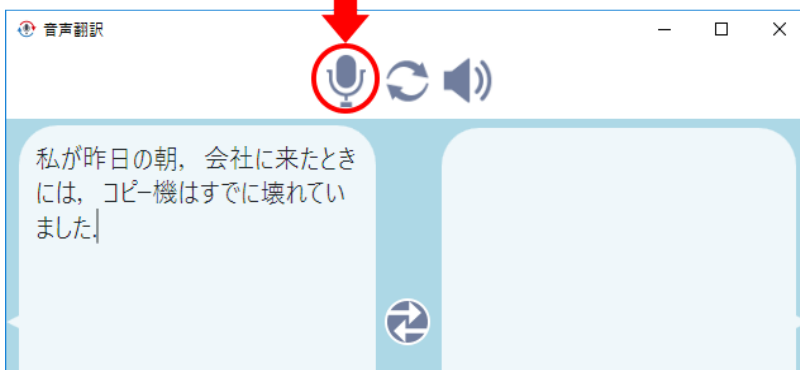 音声翻訳
私が昨日の朝, 会社に来たとき
には, コピー機はすでに壊れてい
ました.